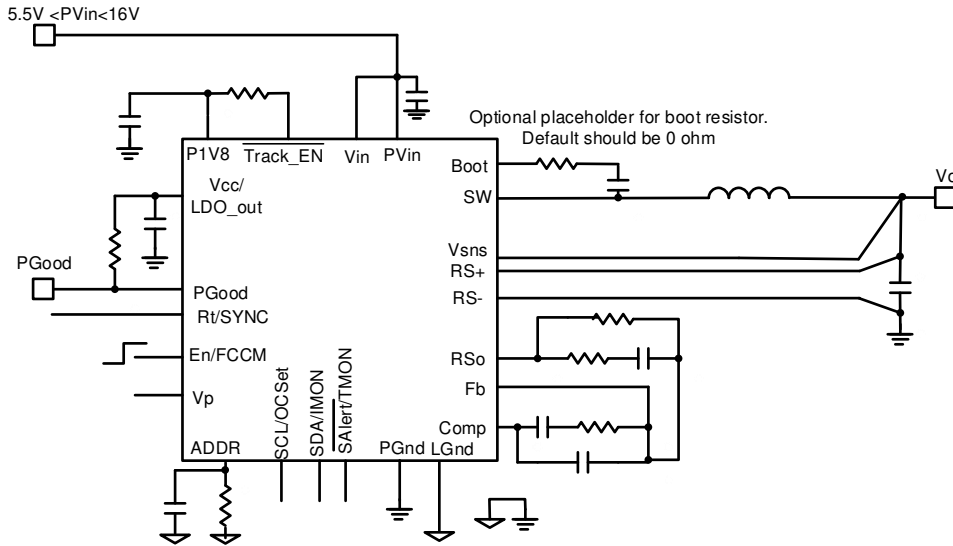 5.5V <PVin<16V
Optional placeholder for boot resistor.
Default should be 0 ohm
P1V8
Track_EN
Vin
PVin
Boot
Vcc/
LDO_out
SW
Vo
Vsns
PGood
RS+
PGood
RS-
Rt/SYNC
En/FCCM
RSo
Fb
Vp
Comp
SCL/OCSet
SDA/IMON
SAlert/TMON
ADDR
PGnd
LGnd